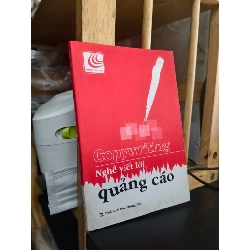 Copywriting
Nghề viết lời
quảng cáo